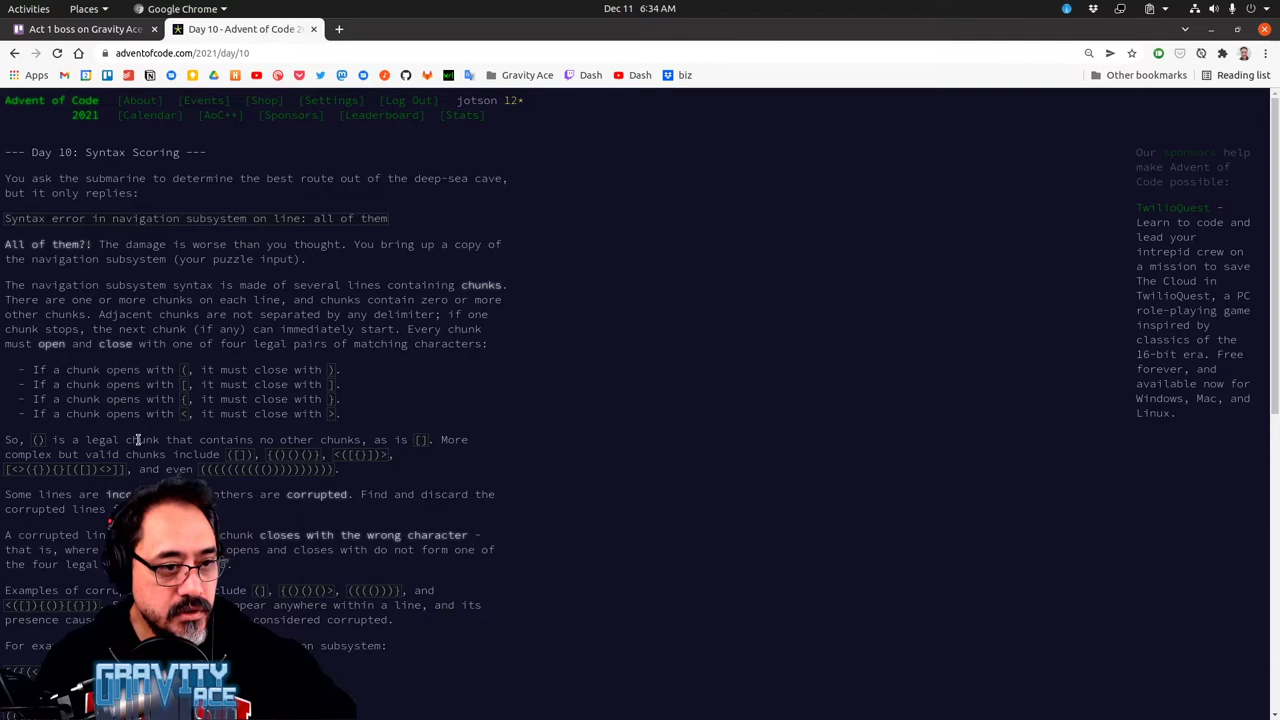 Activities Places Google Chrome Dec 11 6:34 AM
Act 1 boss on Gravity Ace
Day 10 - Advent of Code 20
adventofcode.com/2021/day/10
Apps Gravity Ace Dash Dash biz Other bookmarks Reading list
Advent of Code [About] [Events] [Shop] [Settings] [Log Out] jotson 12*
2021 [Calendar] [AoC++] [Sponsors] [Leaderboard] [Stats]
--- Day 10: Syntax Scoring ---
You ask the submarine to determine the best route out of the deep-sea cave,
but it only replies:
Syntax error in navigation subsystem on line: all of them
All of them?! The damage is worse than you thought. You bring up a copy of
the navigation subsystem (your puzzle input).
The navigation subsystem syntax is made of several lines containing chunks.
There are one or more chunks on each line, and chunks contain zero or more
other chunks. Adjacent chunks are not separated by any delimiter; if one
chunk stops, the next chunk (if any) can immediately start. Every chunk
must open and close with one of four legal pairs of matching characters:
- If a chunk opens with (, it must close with ).
- If a chunk opens with [, it must close with ].
- If a chunk opens with {, it must close with }.
- If a chunk opens with <, it must close with >.
So, () is a legal chunk that contains no other chunks, as is []. More
complex but valid chunks include ([]), {()()()}, <([{}])>,
[<>({}){}[([])<>]], and even (((((((((()))))))))).
Some lines are others are corrupted. Find and discard the
corrupted lines
A corrupted chunk closes with the wrong character -
that is, where opens and closes with do not form one of
the four legal
Examples of (], {()()()>, (((()))}, and
<([]){()}[{}]). appear anywhere within a line, and its
presence considered corrupted.
For subsystem:
Our sponsors help
make Advent of
Code possible:
TwilioQuest -
Learn to code and
lead your
intrepid crew on
a mission to save
The Cloud in
TwilioQuest, a PC
role-playing game
inspired by
classics of the
16-bit era. Free
forever, and
available now for
Windows, Mac, and
Linux.
GRAVITY
ACE